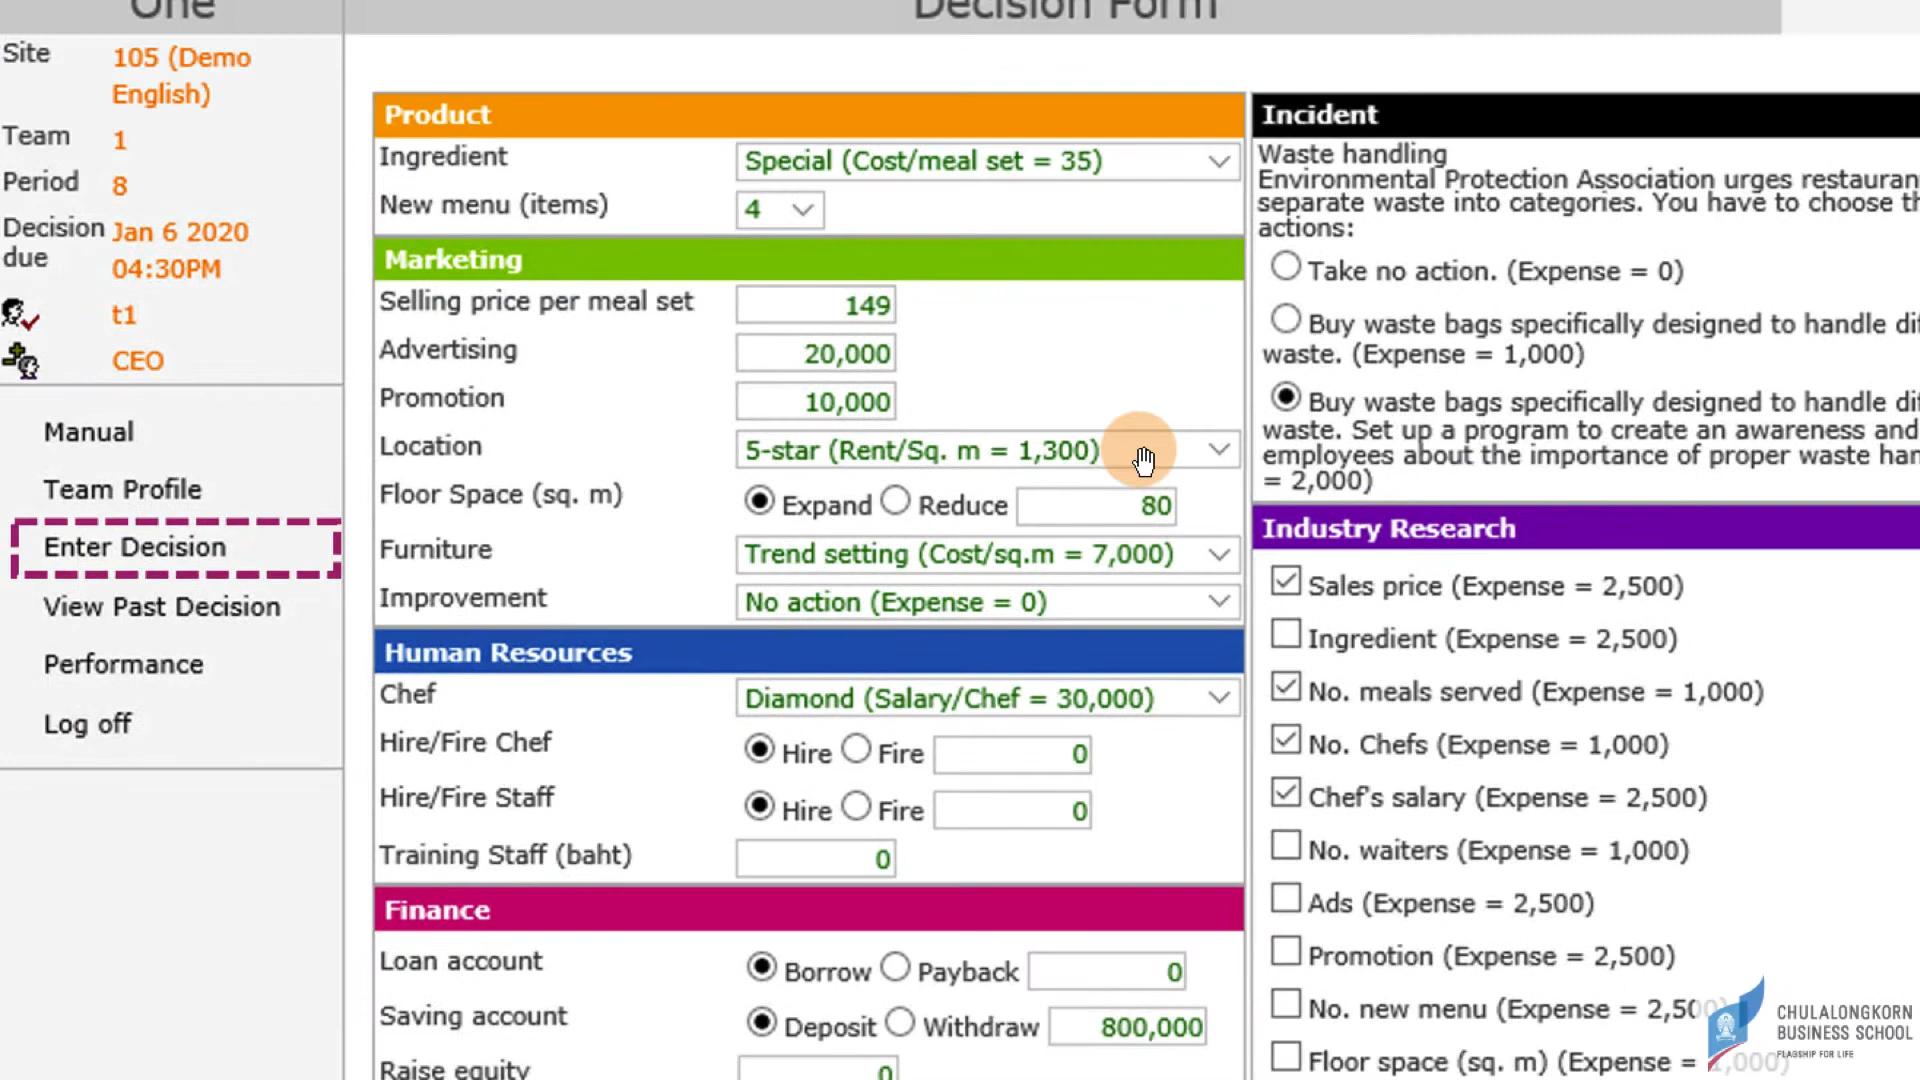 One
Decision Form
Site 105 (Demo English)
Team 1
Period 8
Decision due Jan 6 2020 04:30PM
t1
CEO
Manual
Team Profile
Enter Decision
View Past Decision
Performance
Log off
Product
Ingredient Special (Cost/meal set = 35)
New menu (items) 4
Marketing
Selling price per meal set 149
Advertising 20,000
Promotion 10,000
Location 5-star (Rent/Sq. m = 1,300)
Floor Space (sq. m) Expand Reduce 80
Furniture Trend setting (Cost/sq.m = 7,000)
Improvement No action (Expense = 0)
Human Resources
Chef Diamond (Salary/Chef = 30,000)
Hire/Fire Chef Hire Fire 0
Hire/Fire Staff Hire Fire 0
Training Staff (baht) 0
Finance
Loan account Borrow Payback 0
Saving account Deposit Withdraw 800,000
Raise equity 0
Incident
Waste handling
Environmental Protection Association urges restauran
separate waste into categories. You have to choose th
actions:
Take no action. (Expense = 0)
Buy waste bags specifically designed to handle dif
waste. (Expense = 1,000)
Buy waste bags specifically designed to handle dif
waste. Set up a program to create an awareness and
employees about the importance of proper waste han
= 2,000)
Industry Research
Sales price (Expense = 2,500)
Ingredient (Expense = 2,500)
No. meals served (Expense = 1,000)
No. Chefs (Expense = 1,000)
Chef's salary (Expense = 2,500)
No. waiters (Expense = 1,000)
Ads (Expense = 2,500)
Promotion (Expense = 2,500)
No. new menu (Expense = 2,500)
Floor space (sq. m) (Expense = 1,000)
CHULALONGKORN
BUSINESS SCHOOL
FLAGSHIP FOR LIFE